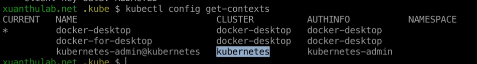 xuanthulab.net .kube $ kubectl config get-contexts
CURRENT NAME CLUSTER AUTHINFO NAMESPACE
* docker-desktop docker-desktop docker-desktop
docker-for-desktop docker-desktop docker-desktop
kubernetes-admin@kubernetes kubernetes kubernetes-admin
xuanthulab.net .kube $